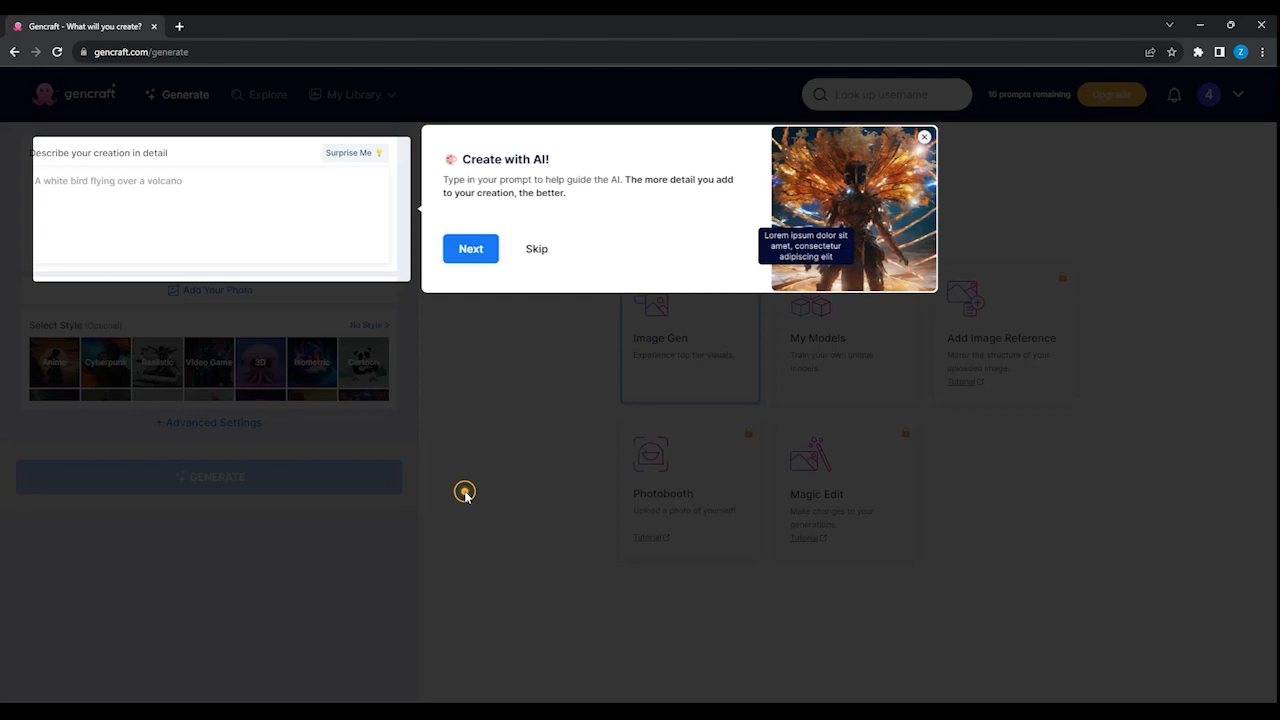 Gencraft - What will you create?
gencraft.com/generate
Z
gencraft
Generate
Explore
My Library
Look up username
10 prompts remaining
Upgrade
4
Describe your creation in detail
Surprise Me
A white bird flying over a volcano
Create with AI!
Type in your prompt to help guide the AI. The more detail you add
to your creation, the better.
Next
Skip
Lorem ipsum dolor sit
amet, consectetur
adipiscing elit
Add Your Photo
Select Style (Optional)
No Style >
Anime
Cyberpunk
Realistic
Video Game
3D
Isometric
Cartoon
+ Advanced Settings
GENERATE
Image Gen
Experience top tier visuals.
My Models
Train your own unique
models.
Add Image Reference
Mirror the structure of your
uploaded image.
Tutorial
Photobooth
Upload a photo of yourself!
Tutorial
Magic Edit
Make changes to your
generations.
Tutorial